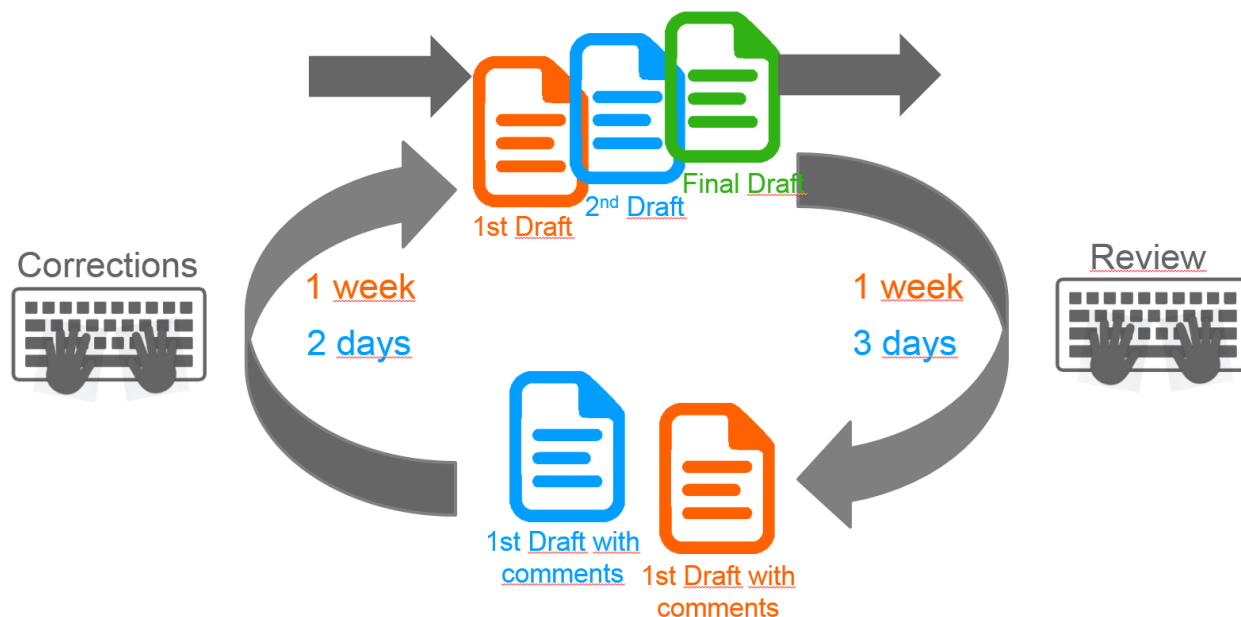 Final Draft
2nd Draft
1st Draft
Corrections
Review
1 week
1 week
2 days
3 days
1st Draft with
comments
1st Draft with
comments